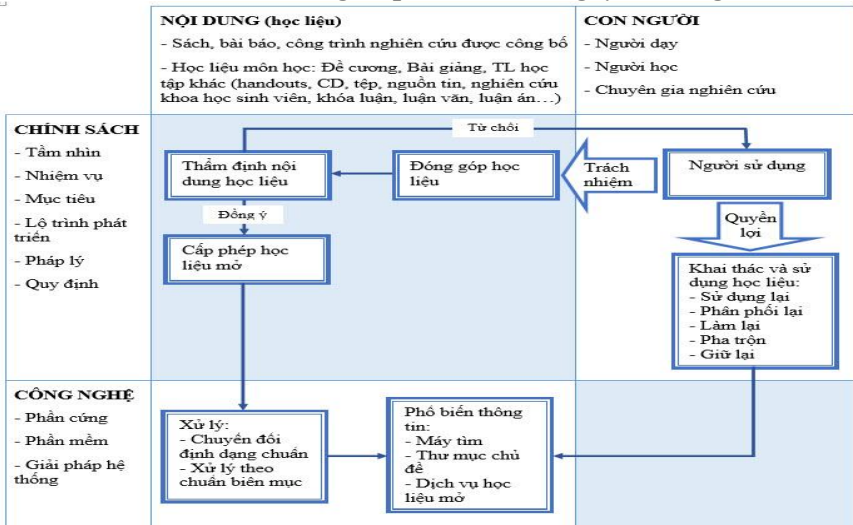 NỘI DUNG (học liệu)
- Sách, bài báo, công trình nghiên cứu được công bố
- Học liệu môn học: Đề cương, Bài giảng, TL học
tập khác (handouts, CD, tệp, nguồn tin, nghiên cứu
khoa học sinh viên, khóa luận, luận văn, luận án…)
CON NGƯỜI
- Người dạy
- Người học
- Chuyên gia nghiên cứu
CHÍNH SÁCH
- Tầm nhìn
- Nhiệm vụ
- Mục tiêu
- Lộ trình phát
triển
- Pháp lý
- Quy định
Từ chối
Thẩm định nội
dung học liệu
Đóng góp học
liệu
Trách
nhiệm
Người sử dụng
Đồng ý
Quyền
lợi
Cấp phép học
liệu mở
Khai thác và sử
dụng học liệu:
- Sử dụng lại
- Phân phối lại
- Làm lại
- Pha trộn
- Giữ lại
CÔNG NGHỆ
- Phần cứng
- Phần mềm
- Giải pháp hệ
thống
Xử lý:
- Chuyển đổi
định dạng chuẩn
- Xử lý theo
chuẩn biên mục
Phổ biến thông
tin:
- Máy tìm
- Thư mục chủ
đề
- Dịch vụ học
liệu mở